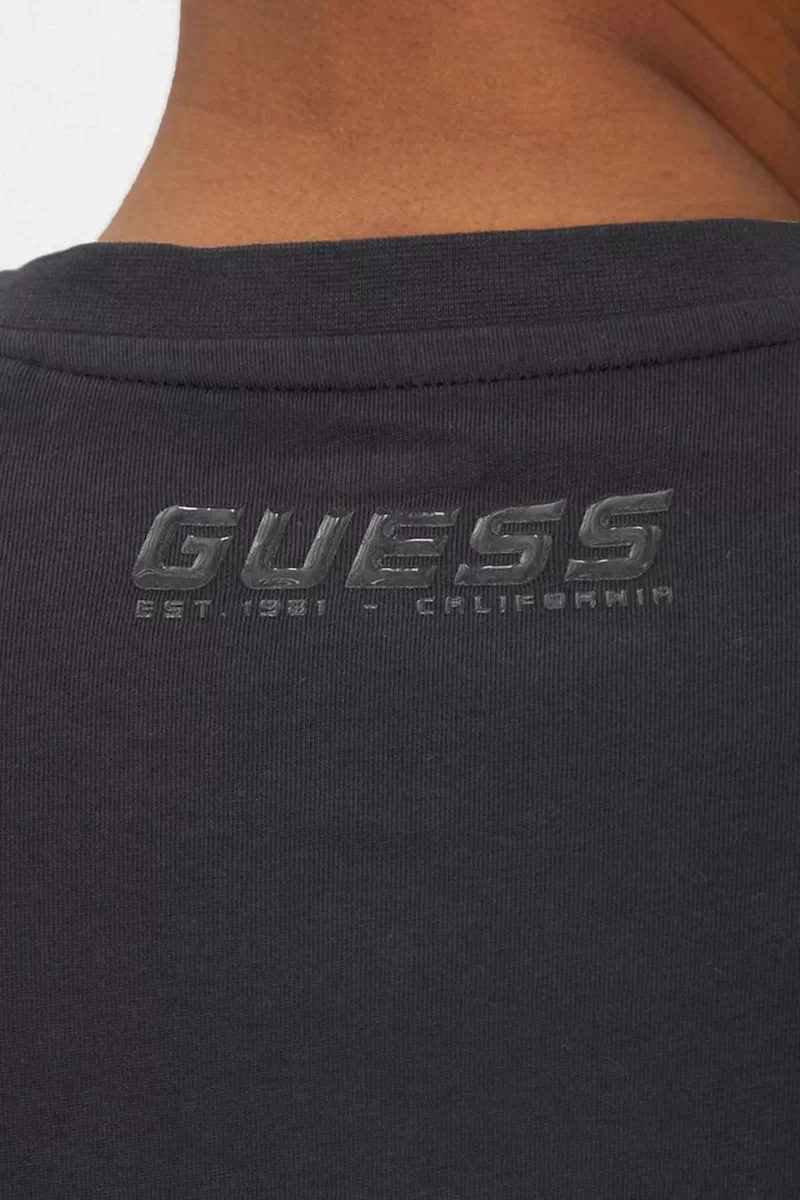 GUESS
EST. 1981 - CALIFORNIA